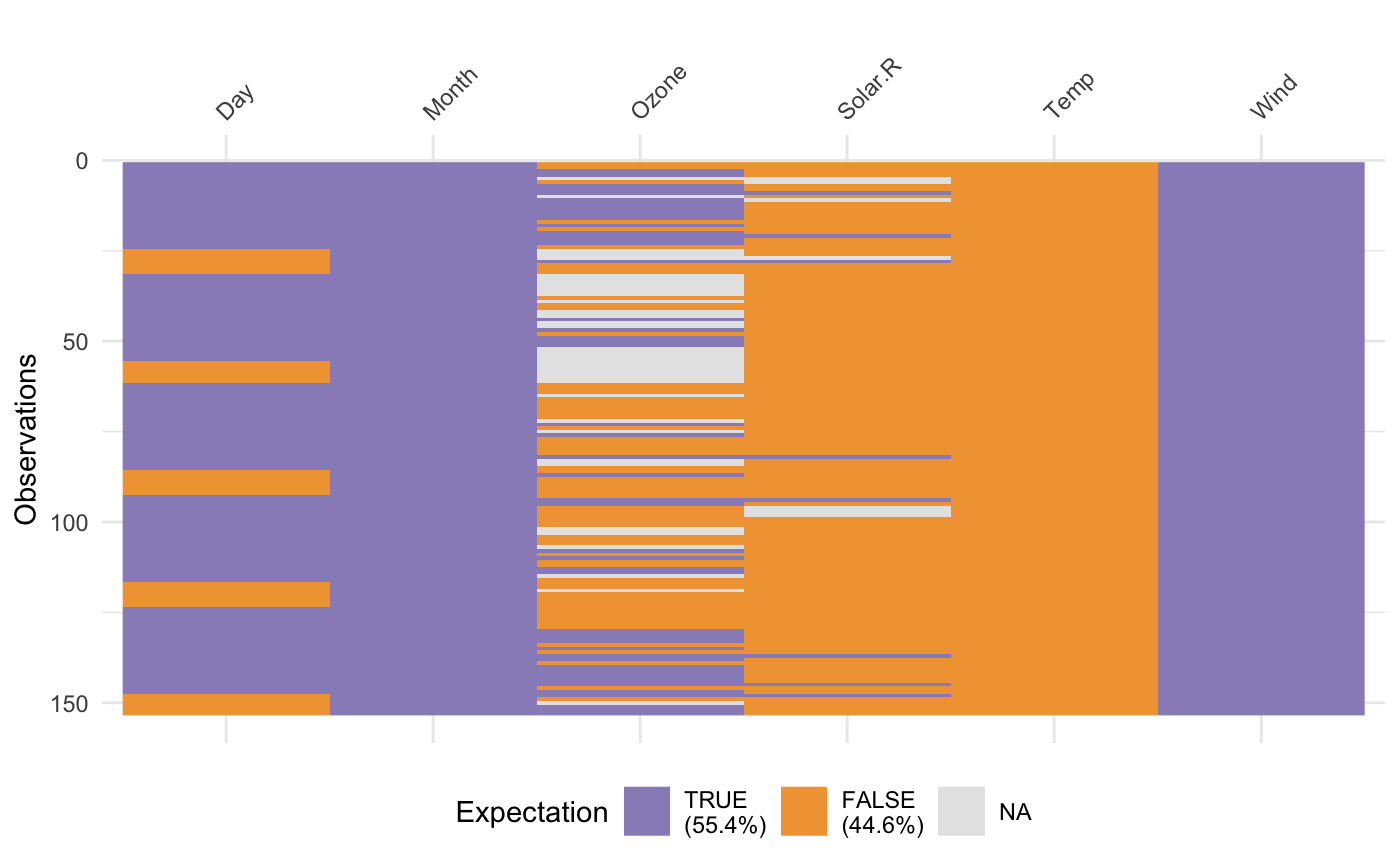 Day
Month
Ozone
Solar.R
Temp
Wind
0
50
100
150
Observations
Expectation
TRUE
(55.4%)
FALSE
(44.6%)
NA